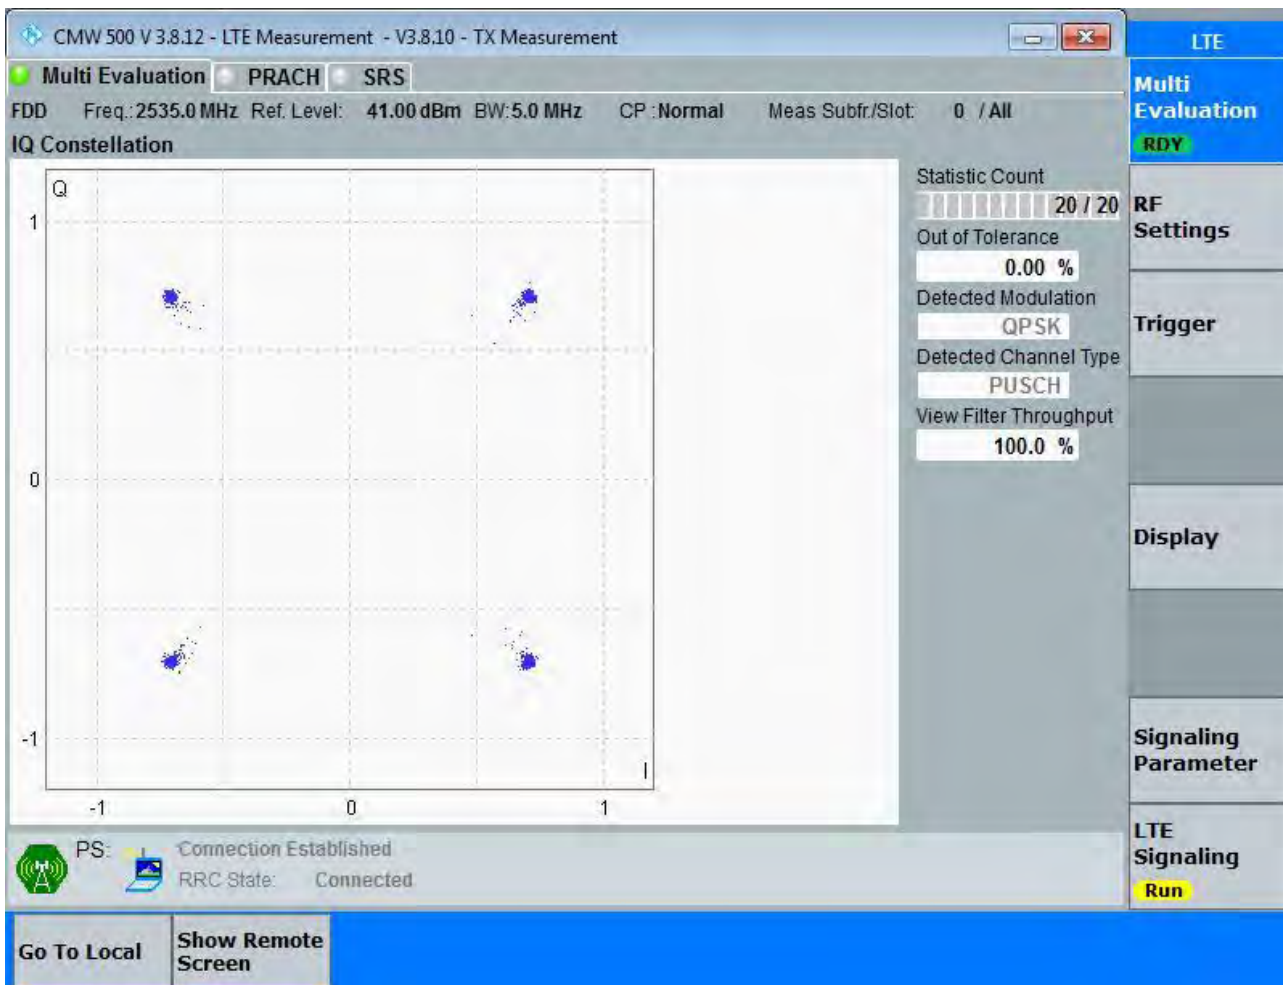 CMW 500 V 3.8.12 - LTE Measurement - V3.8.10 - TX Measurement
Multi Evaluation PRACH SRS
FDD Freq.:2535.0 MHz Ref. Level: 41.00 dBm BW:5.0 MHz CP :Normal Meas Subfr./Slot: 0 / All
IQ Constellation
Q
1
0
-1
I
-1 0 1
Statistic Count
20 / 20
Out of Tolerance
0.00 %
Detected Modulation
QPSK
Detected Channel Type
PUSCH
View Filter Throughput
100.0 %
PS: Connection Established
RRC State: Connected
LTE
Multi
Evaluation
RDY
RF
Settings
Trigger
Display
Signaling
Parameter
LTE
Signaling
Run
Go To Local
Show Remote
Screen